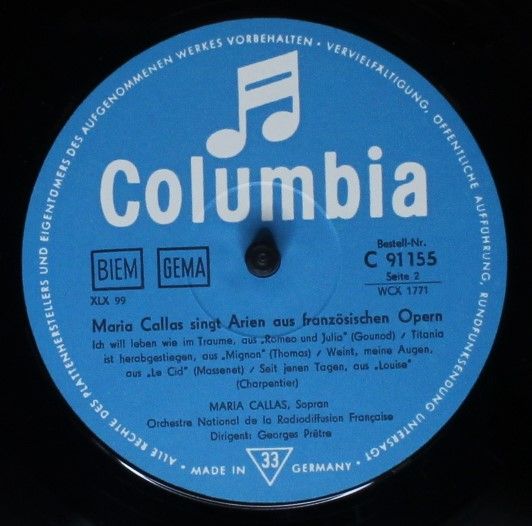 ALLE RECHTE DES PLATTENHERSTELLERS UND EIGENTÜMERS DES AUFGENOMMENEN WERKES VORBEHALTEN · VERVIELFÄLTIGUNG, ÖFFENTLICHE AUFFÜHRUNG, RUNDFUNKSENDUNG UNTERSAGT ·
Columbia
BIEM GEMA
XLX 99
Bestell-Nr.
C 91155
Seite 2
WCX 1771
Maria Callas singt Arien aus französischen Opern
Ich will leben wie im Traume, aus „Romeo und Julia" (Gounod) / Titania
ist herabgestiegen, aus „Mignon" (Thomas) / Weint, meine Augen,
aus „Le Cid" (Massenet) / Seit jenen Tagen, aus „Louise"
(Charpentier)
MARIA CALLAS, Sopran
Orchestre National de la Radiodiffusion Française
Dirigent: Georges Prêtre
MADE IN 33 GERMANY